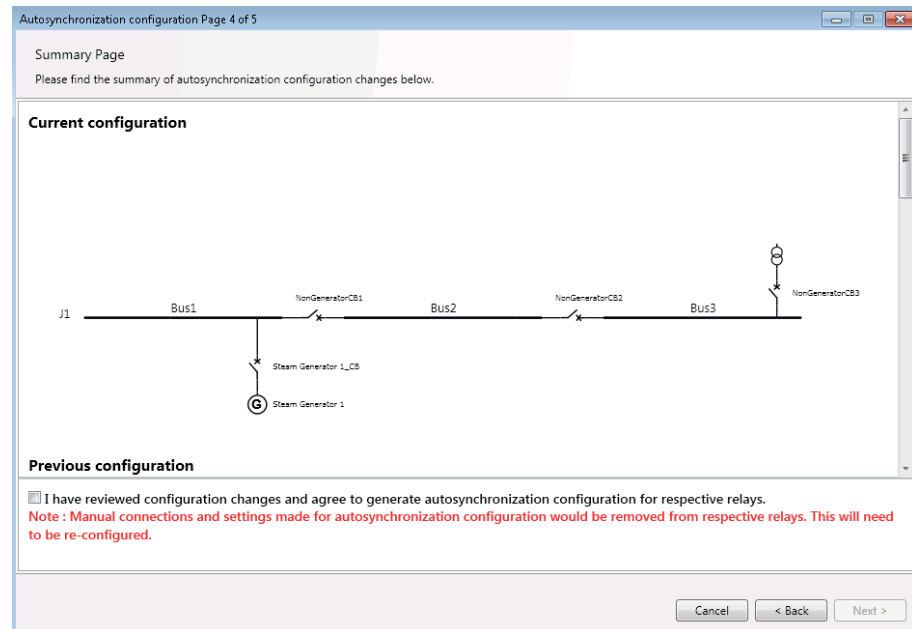 Autosynchronization configuration Page 4 of 5
Summary Page
Please find the summary of autosynchronization configuration changes below.
Current configuration
J1
Bus1
NonGeneratorCB1
Bus2
NonGeneratorCB2
Bus3
NonGeneratorCB3
Steam Generator 1_CB
G
Steam Generator 1
Previous configuration
I have reviewed configuration changes and agree to generate autosynchronization configuration for respective relays.
Note : Manual connections and settings made for autosynchronization configuration would be removed from respective relays. This will need
to be re-configured.
Cancel
< Back
Next >